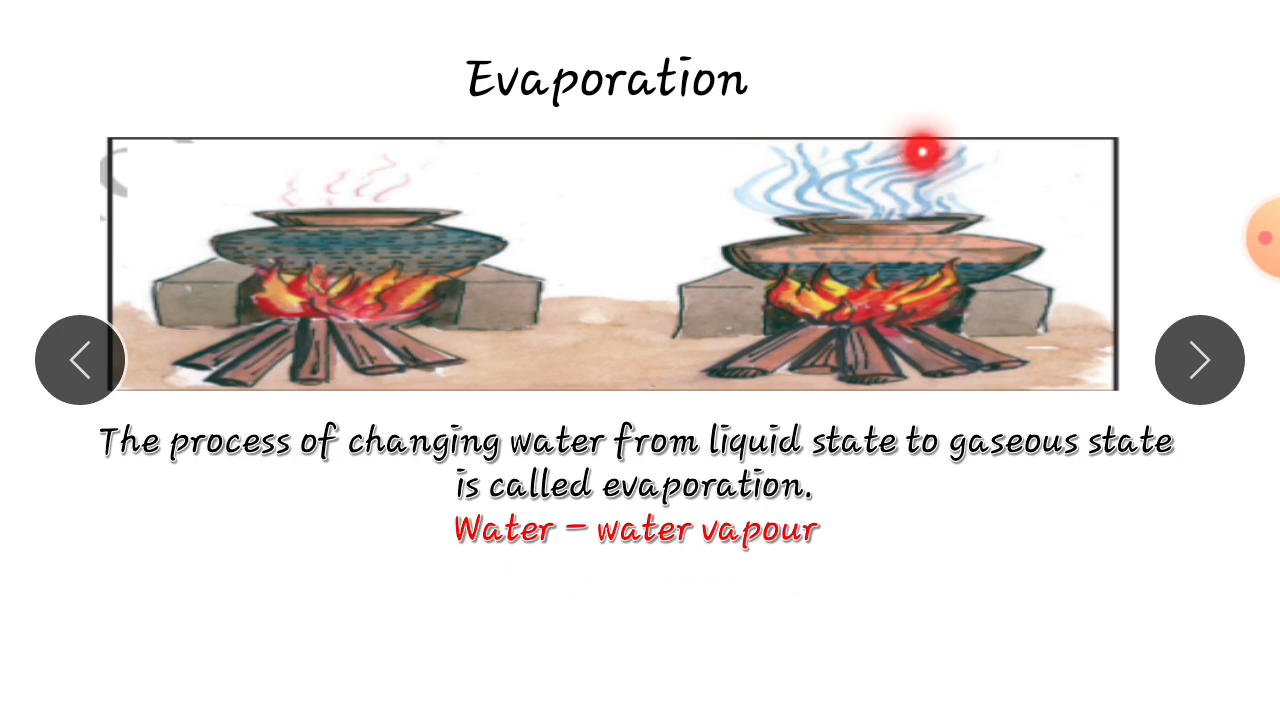 Evaporation
The process of changing water from liquid state to gaseous state
is called evaporation.
Water – water vapour